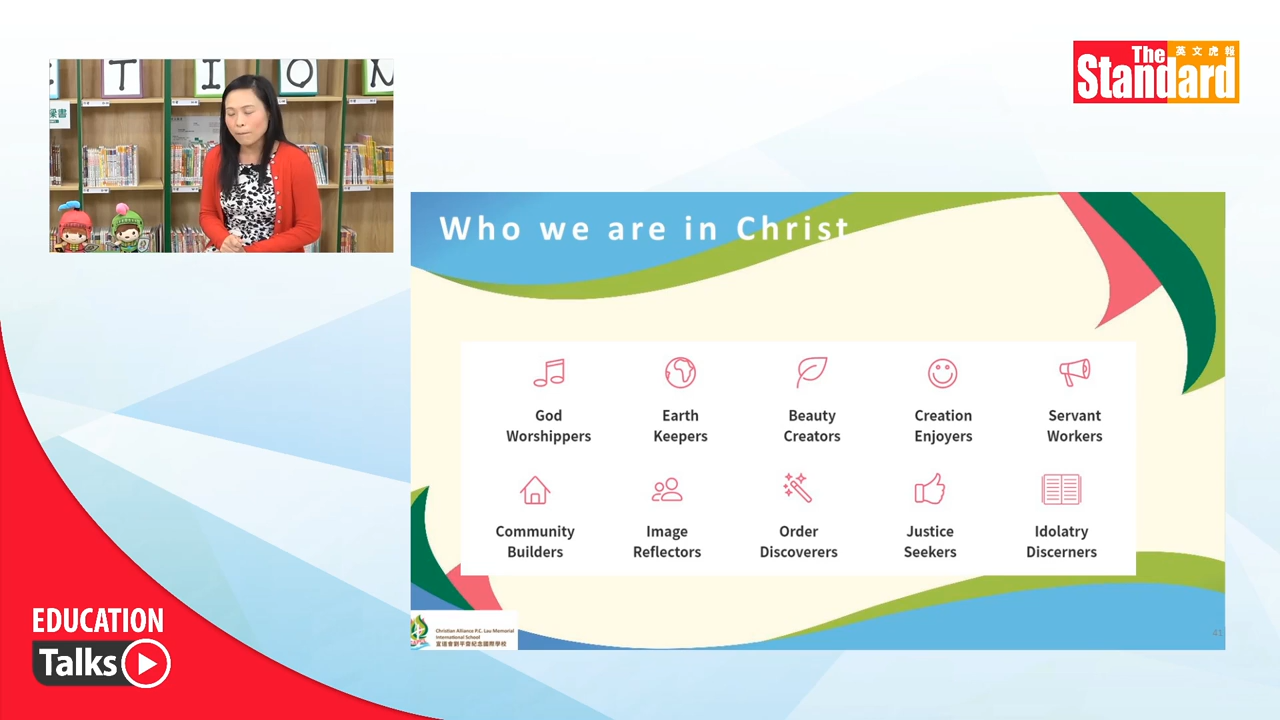 The
Standard
英文虎報
T I O N
Who we are in Christ
God
Worshippers
Earth
Keepers
Beauty
Creators
Creation
Enjoyers
Servant
Workers
Community
Builders
Image
Reflectors
Order
Discoverers
Justice
Seekers
Idolatry
Discerners
Christian Alliance P.C. Lau Memorial
International School
宣道會劉平齋紀念國際學校
41
EDUCATION
Talks